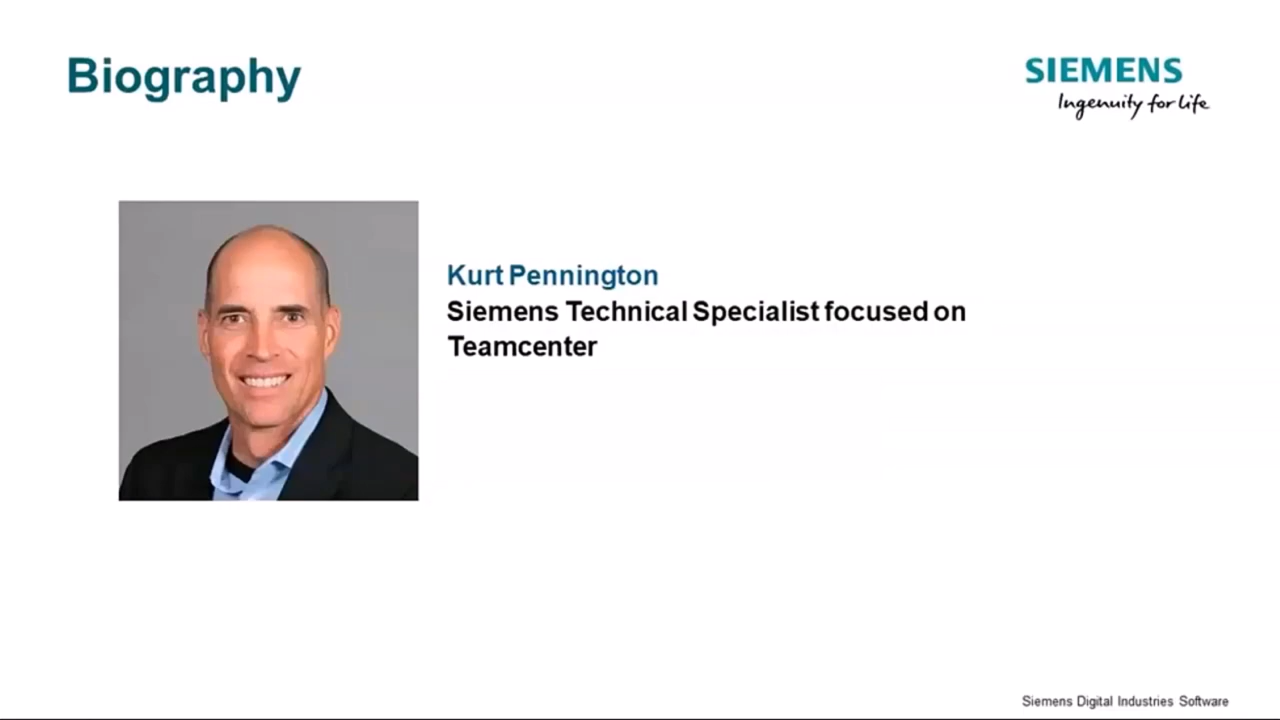 Biography
SIEMENS
Ingenuity for life
Kurt Pennington
Siemens Technical Specialist focused on
Teamcenter
Siemens Digital Industries Software